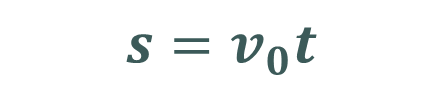 s = v₀t